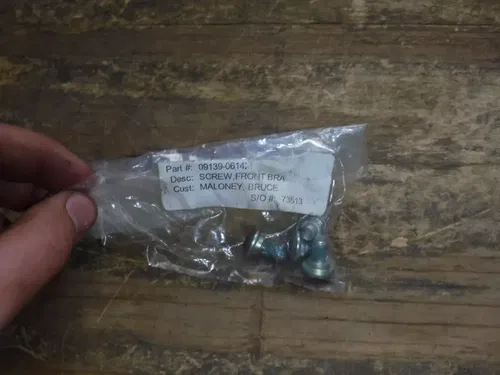 Part #: 09139-0614
Desc: SCREW,FRONT BRA
Cust: MALONEY, BRUCE
S/O #: 73513